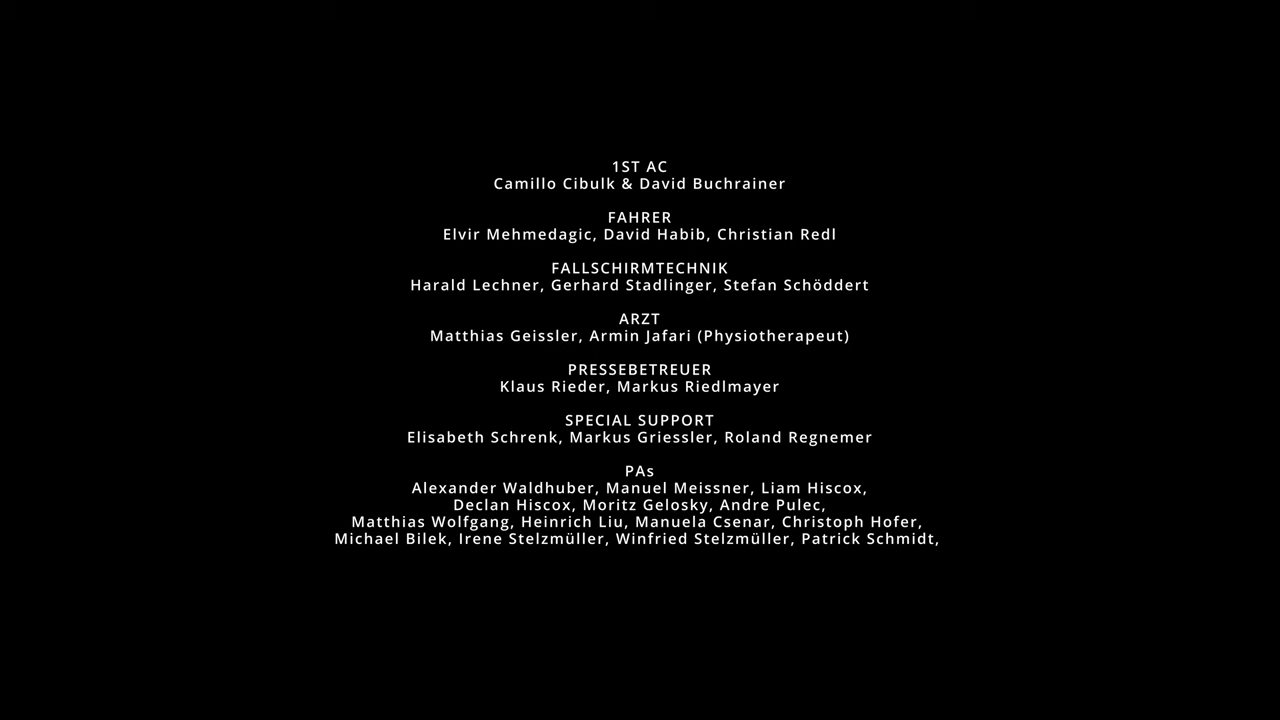 1ST AC
Camillo Cibulk & David Buchrainer
FAHRER
Elvir Mehmedagic, David Habib, Christian Redl
FALLSCHIRMTECHNIK
Harald Lechner, Gerhard Stadlinger, Stefan Schöddert
ARZT
Matthias Geissler, Armin Jafari (Physiotherapeut)
PRESSEBETREUER
Klaus Rieder, Markus Riedlmayer
SPECIAL SUPPORT
Elisabeth Schrenk, Markus Griessler, Roland Regnemer
PAs
Alexander Waldhuber, Manuel Meissner, Liam Hiscox,
Declan Hiscox, Moritz Gelosky, Andre Pulec,
Matthias Wolfgang, Heinrich Liu, Manuela Csenar, Christoph Hofer,
Michael Bilek, Irene Stelzmüller, Winfried Stelzmüller, Patrick Schmidt,